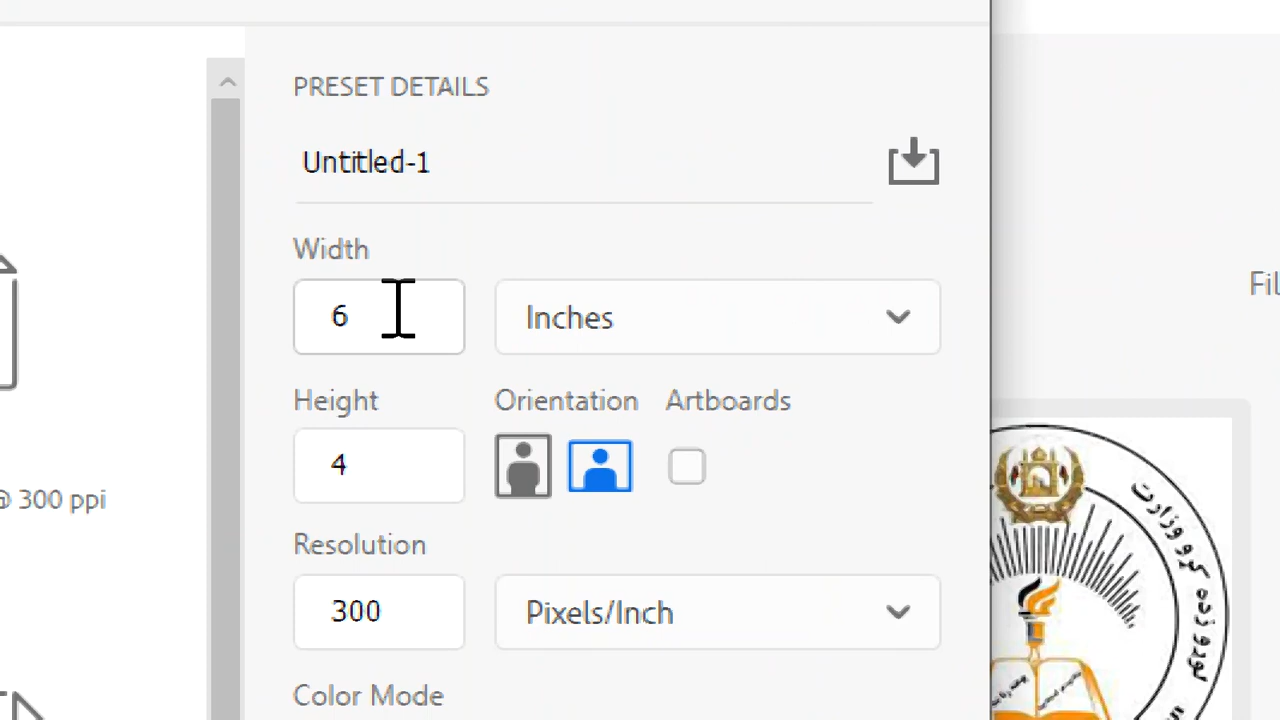 PRESET DETAILS
Untitled-1
Width
6
Inches
Fil
Height
Orientation
Artboards
4
@ 300 ppi
Resolution
300
Pixels/Inch
Color Mode